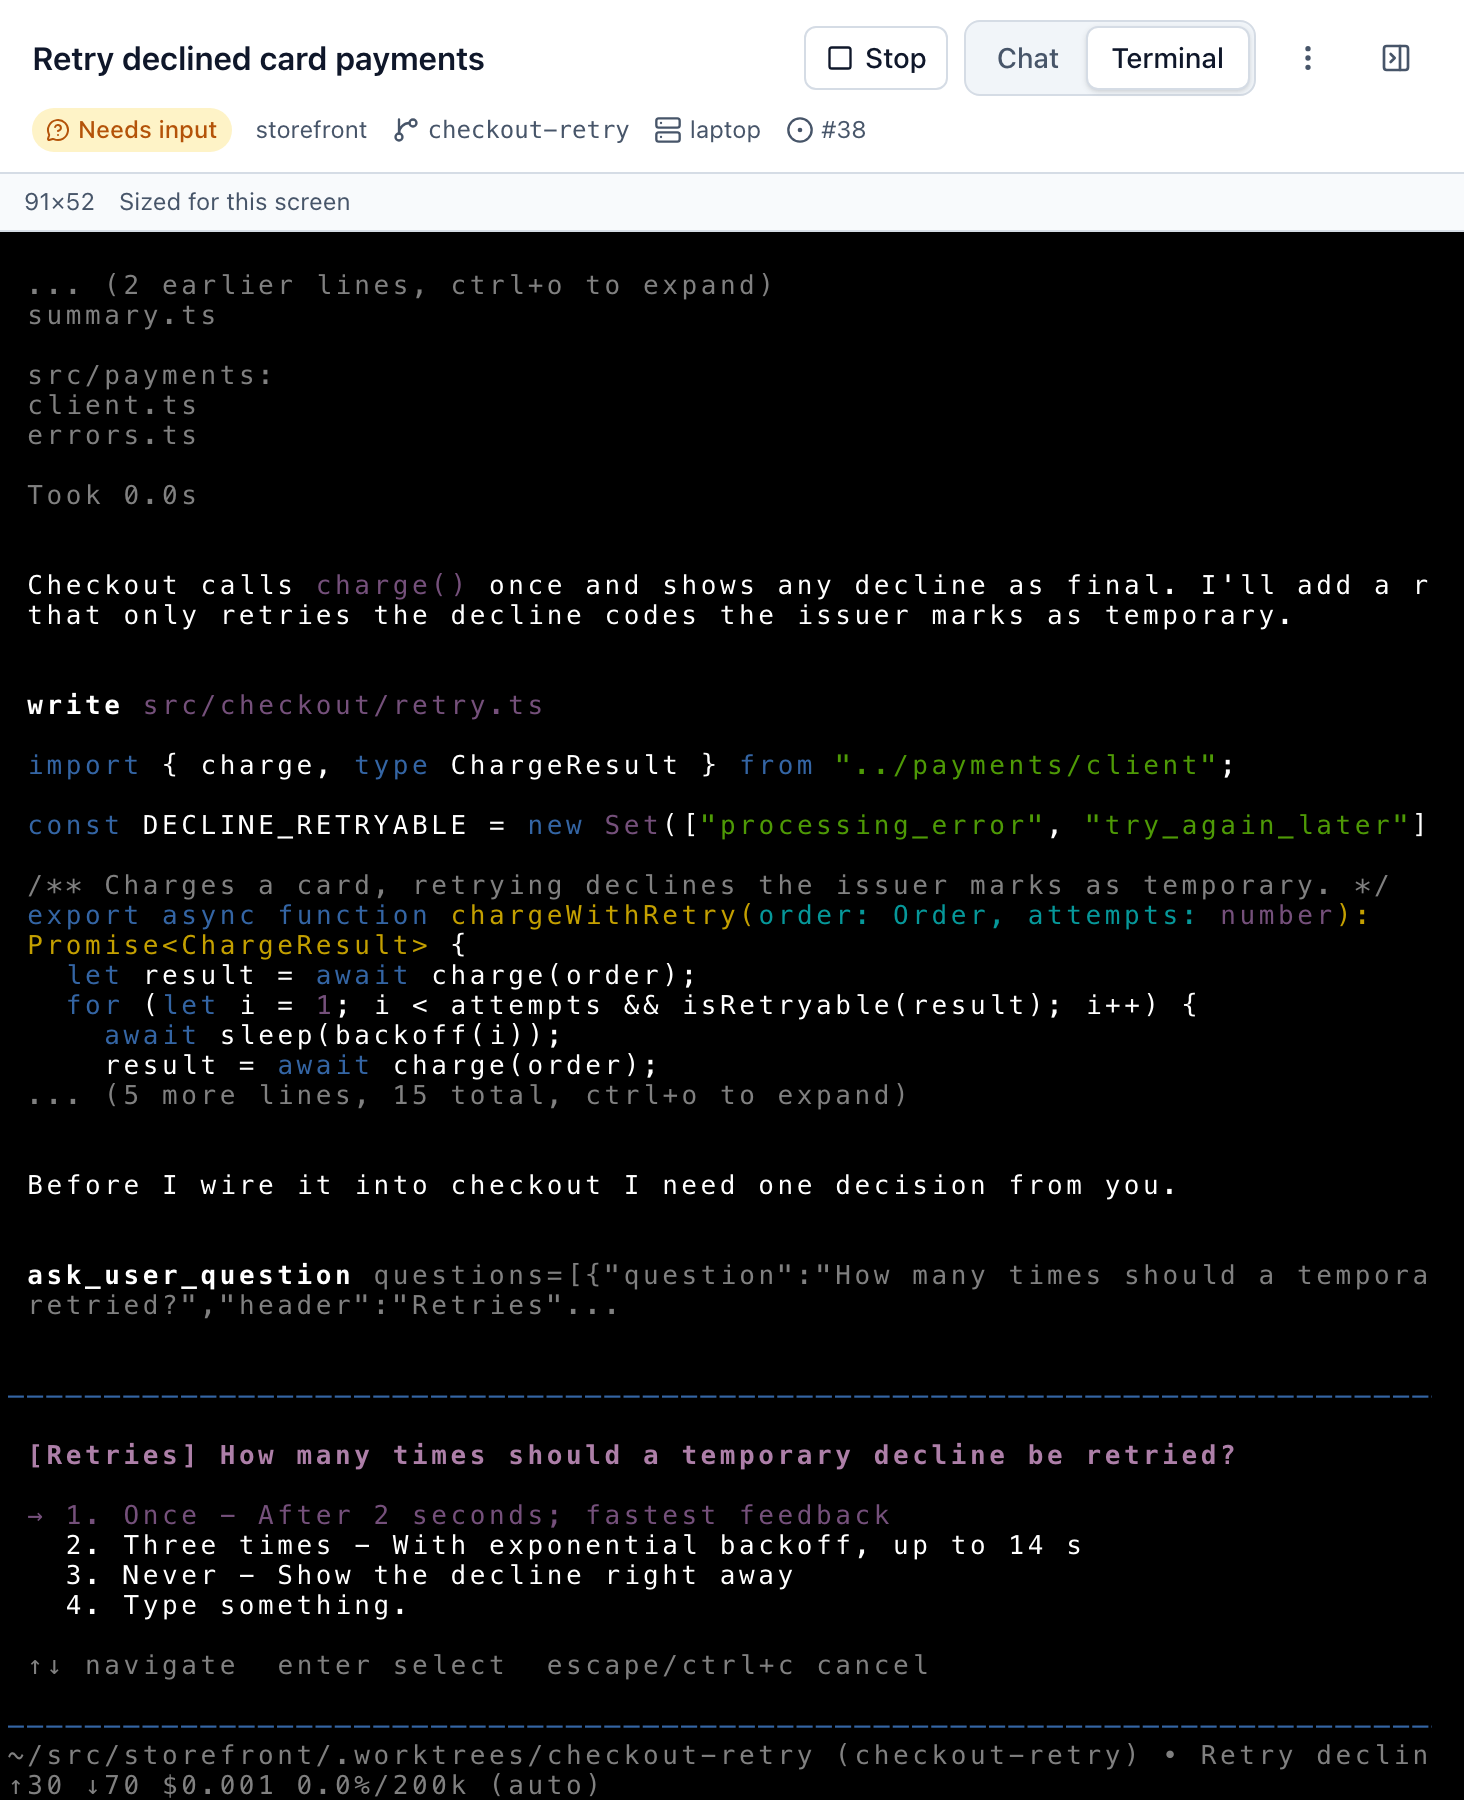 Retry declined card payments
Stop
Chat
Terminal
Needs input
storefront
checkout-retry
laptop
#38
91×52 Sized for this screen
... (2 earlier lines, ctrl+o to expand)
summary.ts
src/payments:
client.ts
errors.ts
Took 0.0s
Checkout calls charge() once and shows any decline as final. I'll add a r
that only retries the decline codes the issuer marks as temporary.
write src/checkout/retry.ts
import { charge, type ChargeResult } from "../payments/client";
const DECLINE_RETRYABLE = new Set(["processing_error", "try_again_later"]
/** Charges a card, retrying declines the issuer marks as temporary. */
export async function chargeWithRetry(order: Order, attempts: number):
Promise<ChargeResult> {
  let result = await charge(order);
  for (let i = 1; i < attempts && isRetryable(result); i++) {
    await sleep(backoff(i));
    result = await charge(order);
... (5 more lines, 15 total, ctrl+o to expand)
Before I wire it into checkout I need one decision from you.
ask_user_question questions=[{"question":"How many times should a tempora
retried?","header":"Retries"...
[Retries] How many times should a temporary decline be retried?
→ 1. Once – After 2 seconds; fastest feedback
  2. Three times – With exponential backoff, up to 14 s
  3. Never – Show the decline right away
  4. Type something.
↑↓ navigate  enter select  escape/ctrl+c cancel
~/src/storefront/.worktrees/checkout-retry (checkout-retry) • Retry declin
↑30 ↓70 $0.001 0.0%/200k (auto)